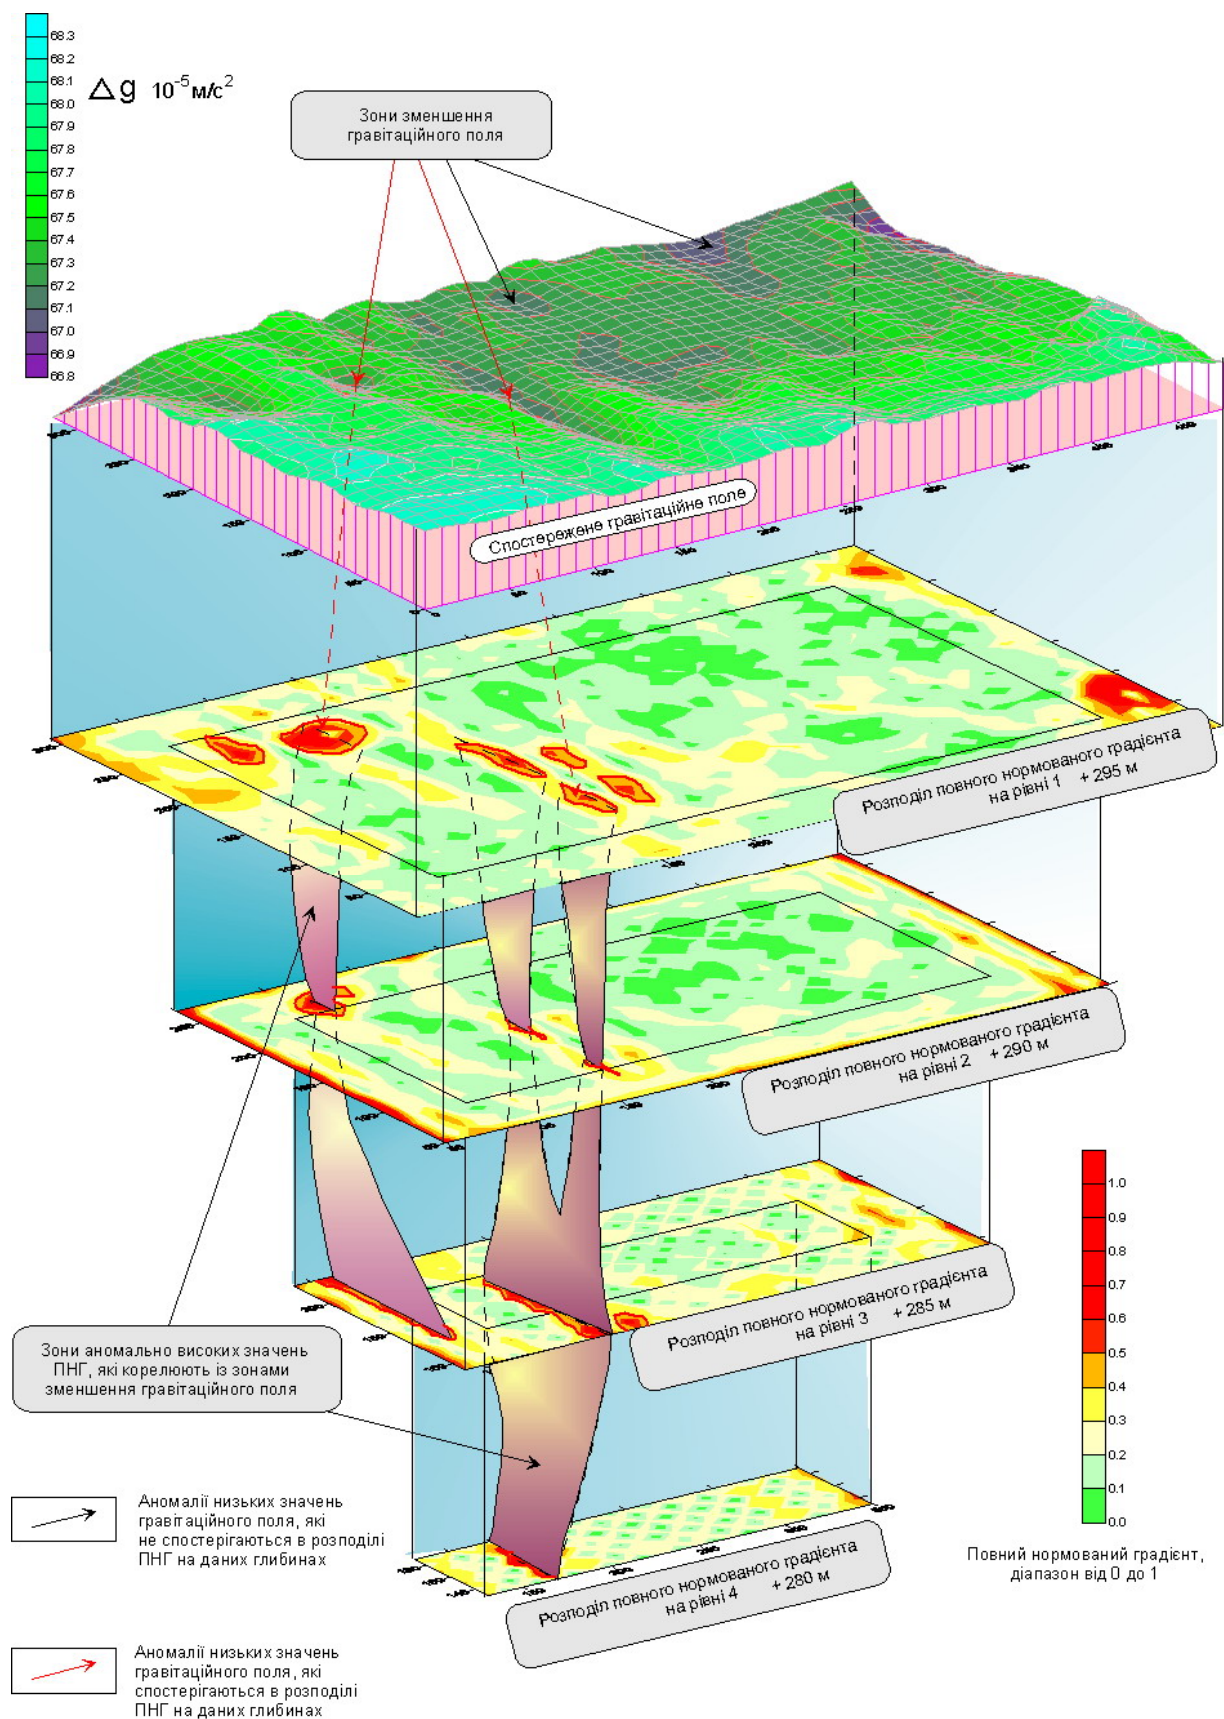 68.3
68.2
68.1
68.0
67.9
67.8
67.7
67.6
67.5
67.4
67.3
67.2
67.1
67.0
66.9
66.8
Δg 10⁻⁵ м/с²
Зони зменшення
гравітаційного поля
Спостережене гравітаційне поле
Розподіл повного нормованого градієнта
на рівні 1 + 295 м
Розподіл повного нормованого градієнта
на рівні 2 + 290 м
Розподіл повного нормованого градієнта
на рівні 3 + 285 м
Розподіл повного нормованого градієнта
на рівні 4 + 280 м
Зони аномально високих значень
ПНГ, які корелюють із зонами
зменшення гравітаційного поля
1.0
0.9
0.8
0.7
0.6
0.5
0.4
0.3
0.2
0.1
0.0
Повний нормований градієнт,
діапазон від 0 до 1
Аномалії низьких значень
гравітаційного поля, які
не спостерігаються в розподілі
ПНГ на даних глибинах
Аномалії низьких значень
гравітаційного поля, які
спостерігаються в розподілі
ПНГ на даних глибинах